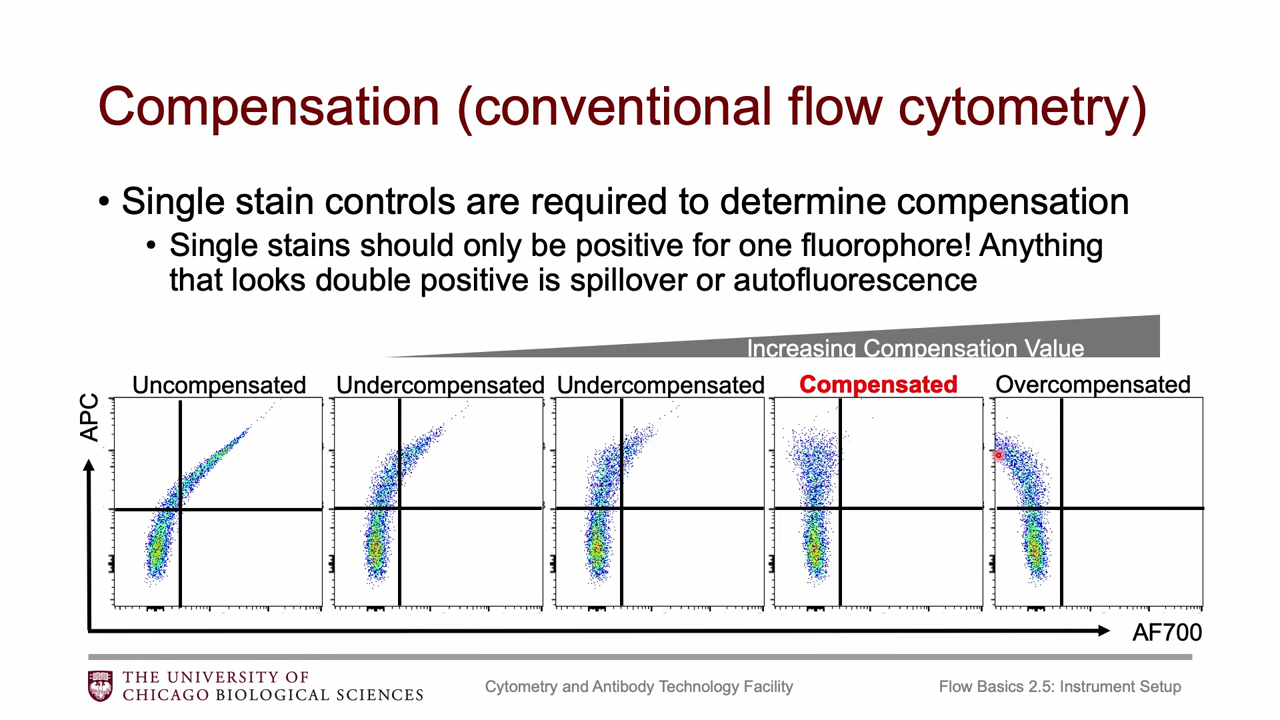 Compensation (conventional flow cytometry)
• Single stain controls are required to determine compensation
• Single stains should only be positive for one fluorophore! Anything
that looks double positive is spillover or autofluorescence
Increasing Compensation Value
Uncompensated
Undercompensated
Undercompensated
Compensated
Overcompensated
APC
AF700
THE UNIVERSITY OF
CHICAGO BIOLOGICAL SCIENCES
Cytometry and Antibody Technology Facility
Flow Basics 2.5: Instrument Setup